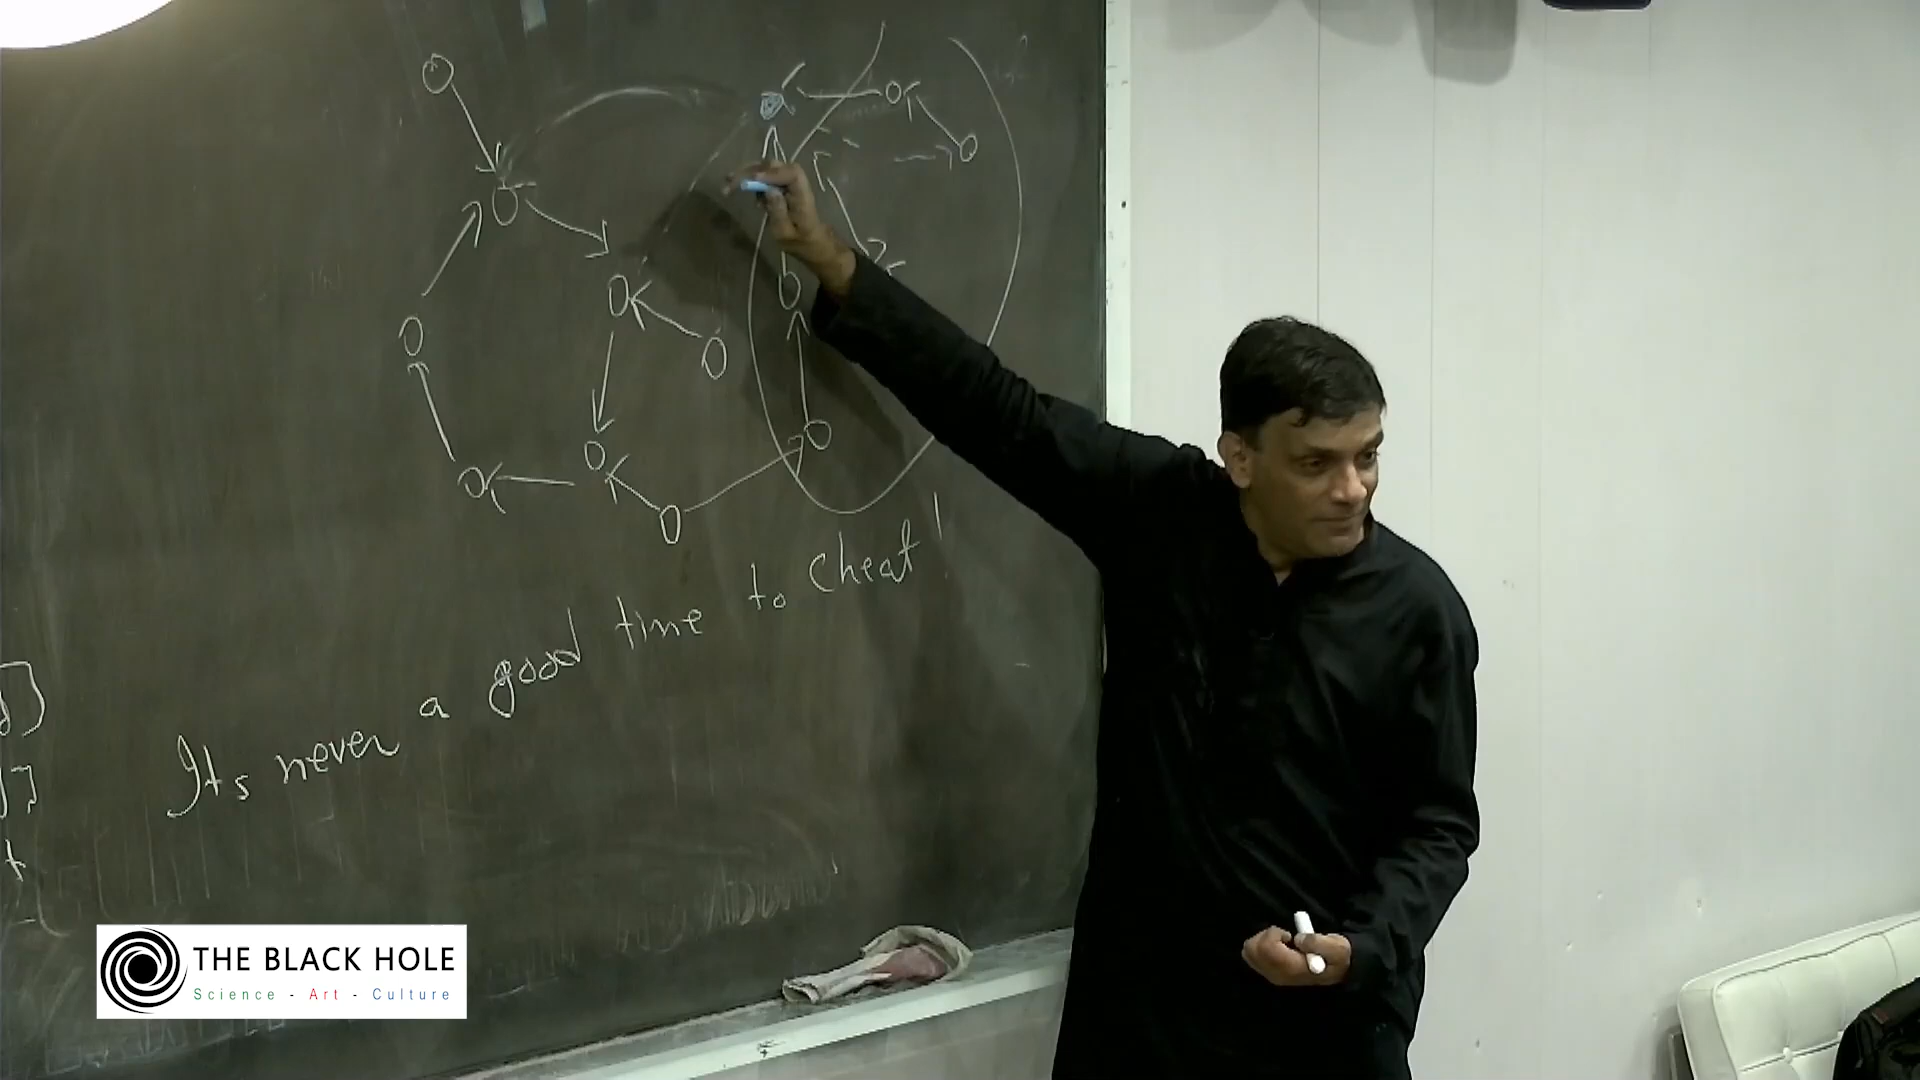 Its never a good time to cheat!
THE BLACK HOLE
Science - Art - Culture